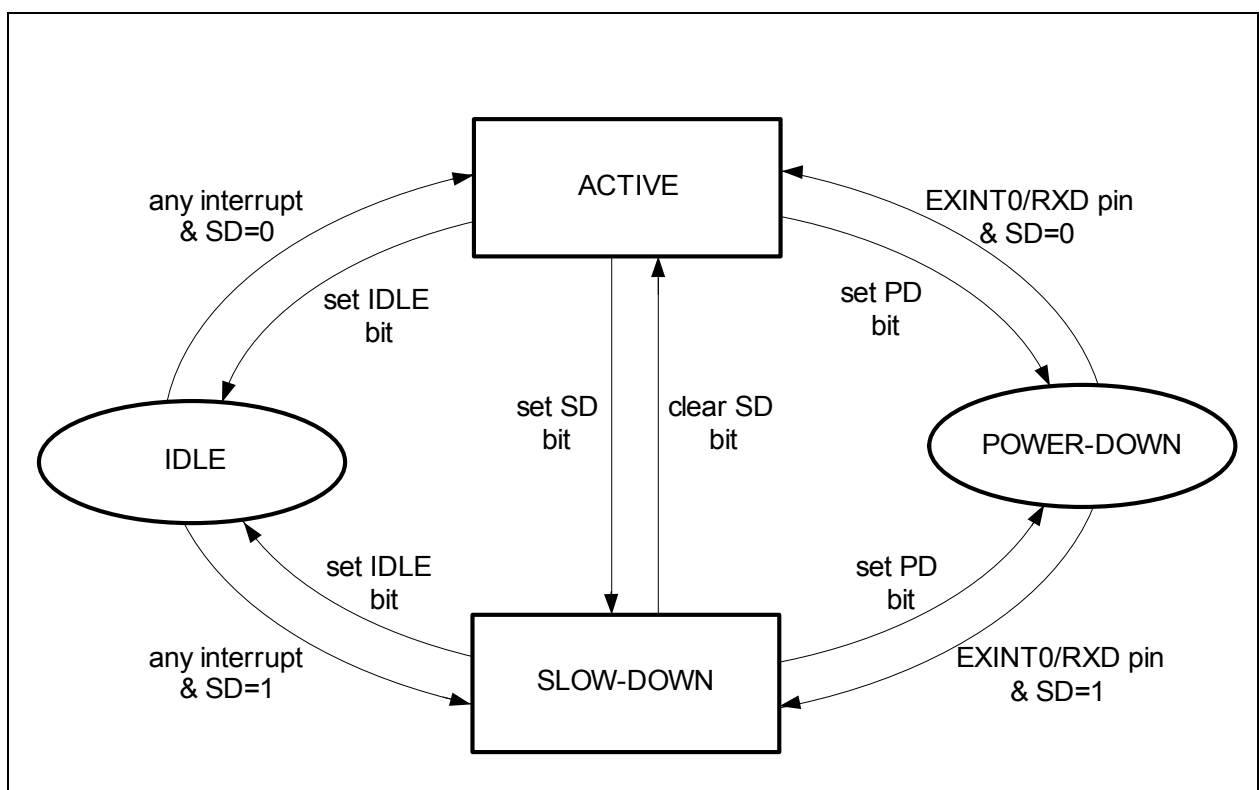 ACTIVE
any interrupt
& SD=0
EXINT0/RXD pin
& SD=0
set IDLE
bit
set PD
bit
set SD
bit
clear SD
bit
IDLE
POWER-DOWN
set IDLE
bit
set PD
bit
any interrupt
& SD=1
SLOW-DOWN
EXINT0/RXD pin
& SD=1